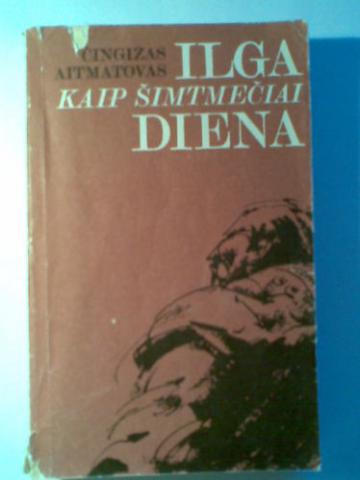 ČINGIZAS
AITMATOVAS
ILGA
KAIP ŠIMTMEČIAI
DIENA